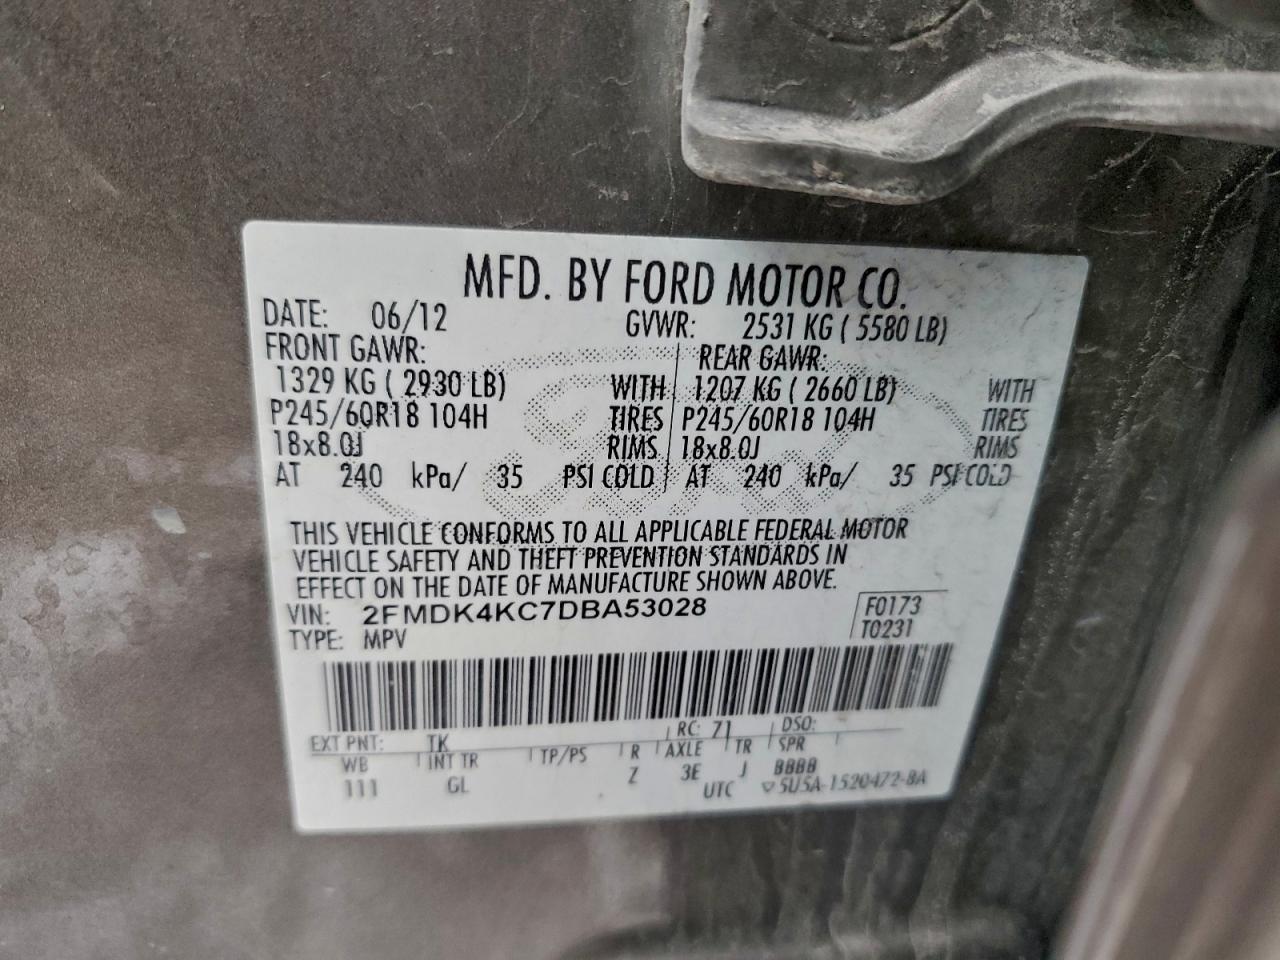 MFD. BY FORD MOTOR CO.
DATE: 06/12 GVWR: 2531 KG ( 5580 LB)
FRONT GAWR: REAR GAWR:
1329 KG ( 2930 LB) WITH 1207 KG ( 2660 LB) WITH
P245/60R18 104H TIRES P245/60R18 104H TIRES
18x8.0J RIMS 18x8.0J RIMS
AT 240 kPa/ 35 PSI COLD AT 240 kPa/ 35 PSI COLD
THIS VEHICLE CONFORMS TO ALL APPLICABLE FEDERAL MOTOR
VEHICLE SAFETY AND THEFT PREVENTION STANDARDS IN
EFFECT ON THE DATE OF MANUFACTURE SHOWN ABOVE.
VIN: 2FMDK4KC7DBA53028 F0173
TYPE: MPV T0231
EXT PNT: TK RC: 71 DSO:
WB INT TR TP/PS R AXLE TR SPR
111 GL Z 3E J BBBB
UTC ▽5U5A-1520472-BA